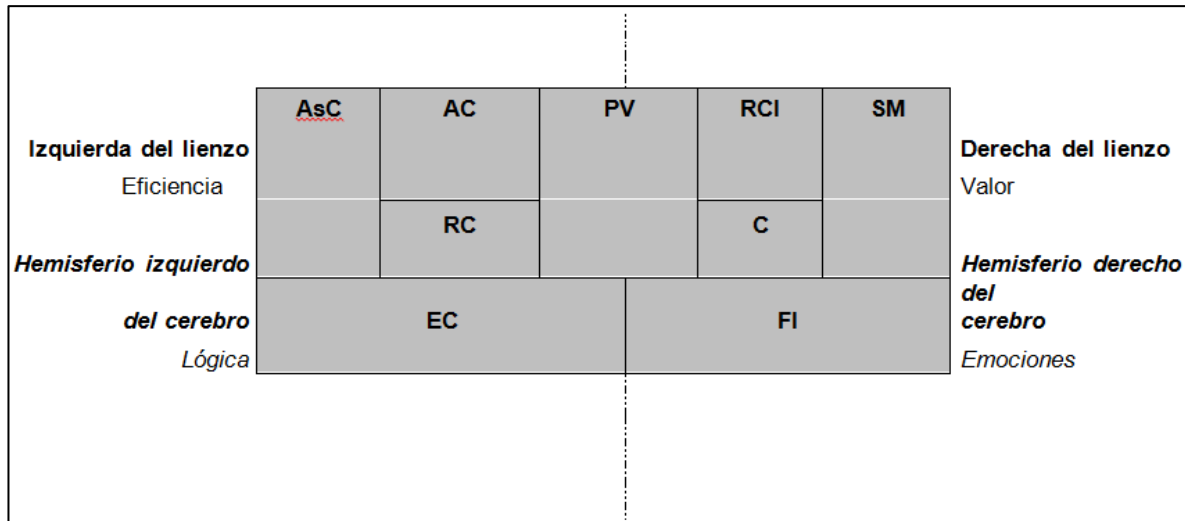 AsC AC PV RCl SM
Izquierda del lienzo Derecha del lienzo
Eficiencia Valor
RC C
Hemisferio izquierdo Hemisferio derecho
del
del cerebro EC FI cerebro
Lógica Emociones